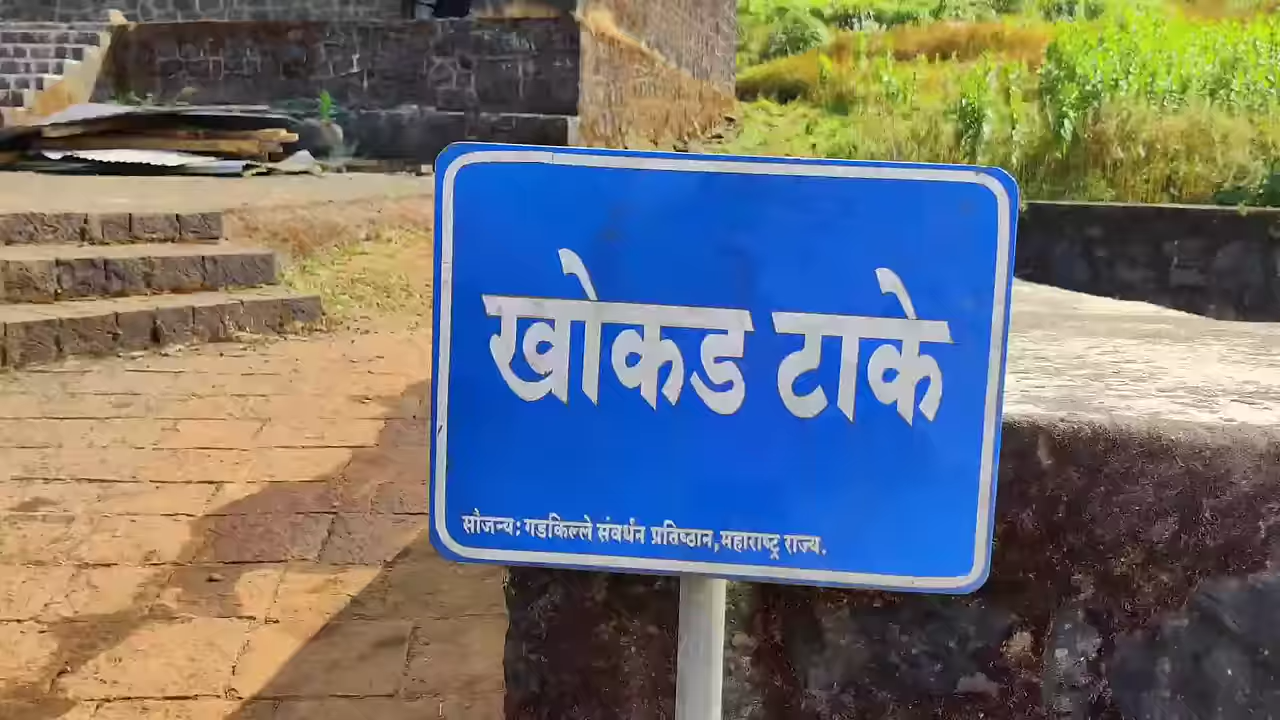 खोकड टाके
सौजन्य: गडकिल्ले संवर्धन प्रतिष्ठान, महाराष्ट्र राज्य.